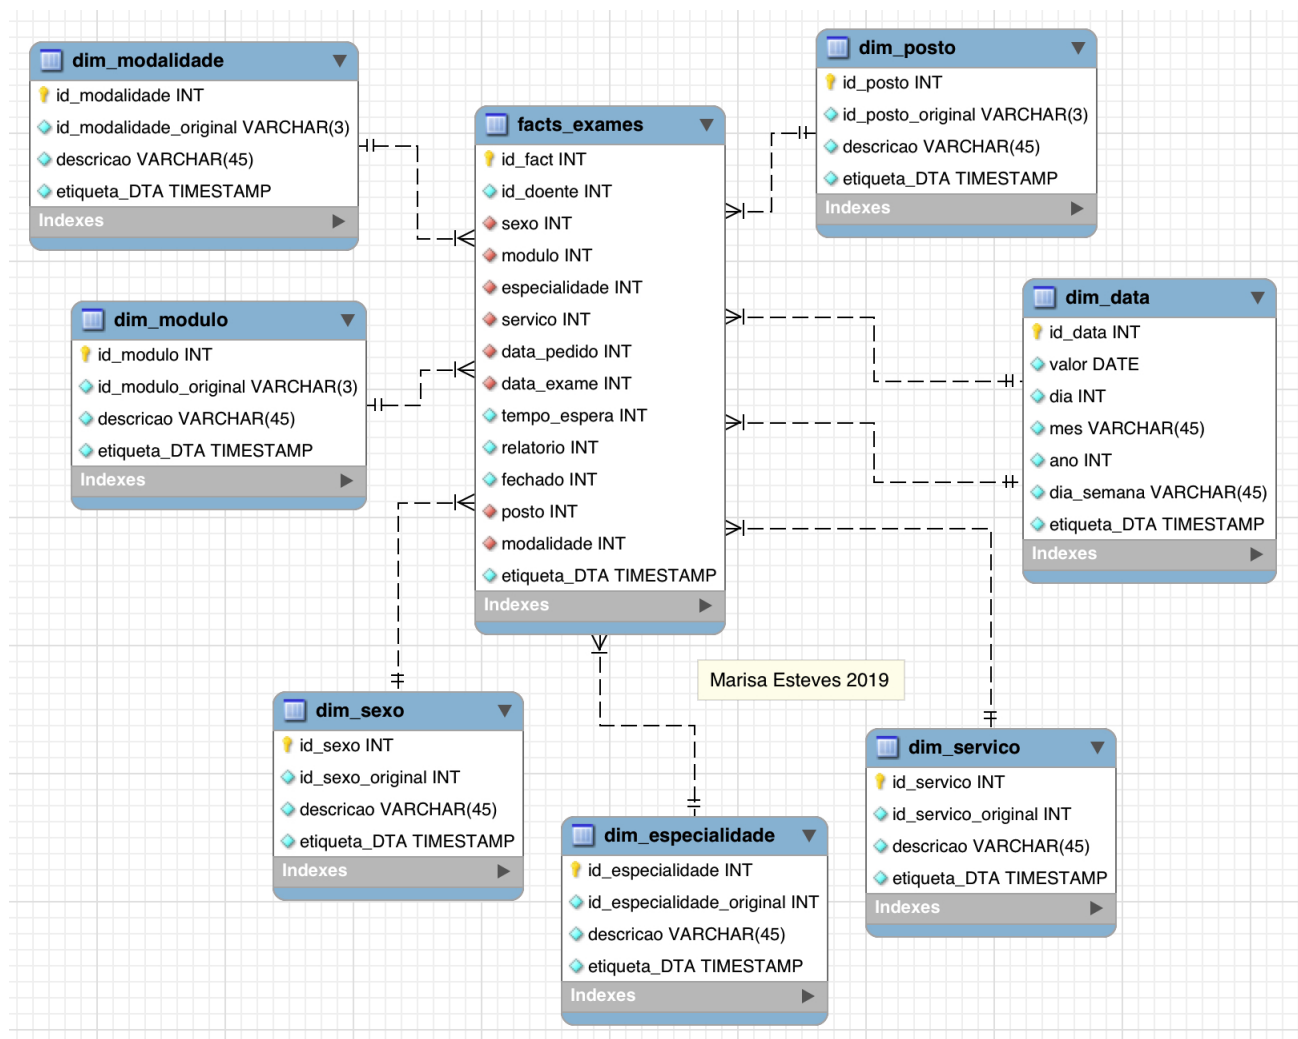 dim_modalidade
id_modalidade INT
id_modalidade_original VARCHAR(3)
descricao VARCHAR(45)
etiqueta_DTA TIMESTAMP
Indexes
dim_modulo
id_modulo INT
id_modulo_original VARCHAR(3)
descricao VARCHAR(45)
etiqueta_DTA TIMESTAMP
Indexes
facts_exames
id_fact INT
id_doente INT
sexo INT
modulo INT
especialidade INT
servico INT
data_pedido INT
data_exame INT
tempo_espera INT
relatorio INT
fechado INT
posto INT
modalidade INT
etiqueta_DTA TIMESTAMP
Indexes
dim_posto
id_posto INT
id_posto_original VARCHAR(3)
descricao VARCHAR(45)
etiqueta_DTA TIMESTAMP
Indexes
dim_data
id_data INT
valor DATE
dia INT
mes VARCHAR(45)
ano INT
dia_semana VARCHAR(45)
etiqueta_DTA TIMESTAMP
Indexes
Marisa Esteves 2019
dim_sexo
id_sexo INT
id_sexo_original INT
descricao VARCHAR(45)
etiqueta_DTA TIMESTAMP
Indexes
dim_especialidade
id_especialidade INT
id_especialidade_original INT
descricao VARCHAR(45)
etiqueta_DTA TIMESTAMP
Indexes
dim_servico
id_servico INT
id_servico_original INT
descricao VARCHAR(45)
etiqueta_DTA TIMESTAMP
Indexes